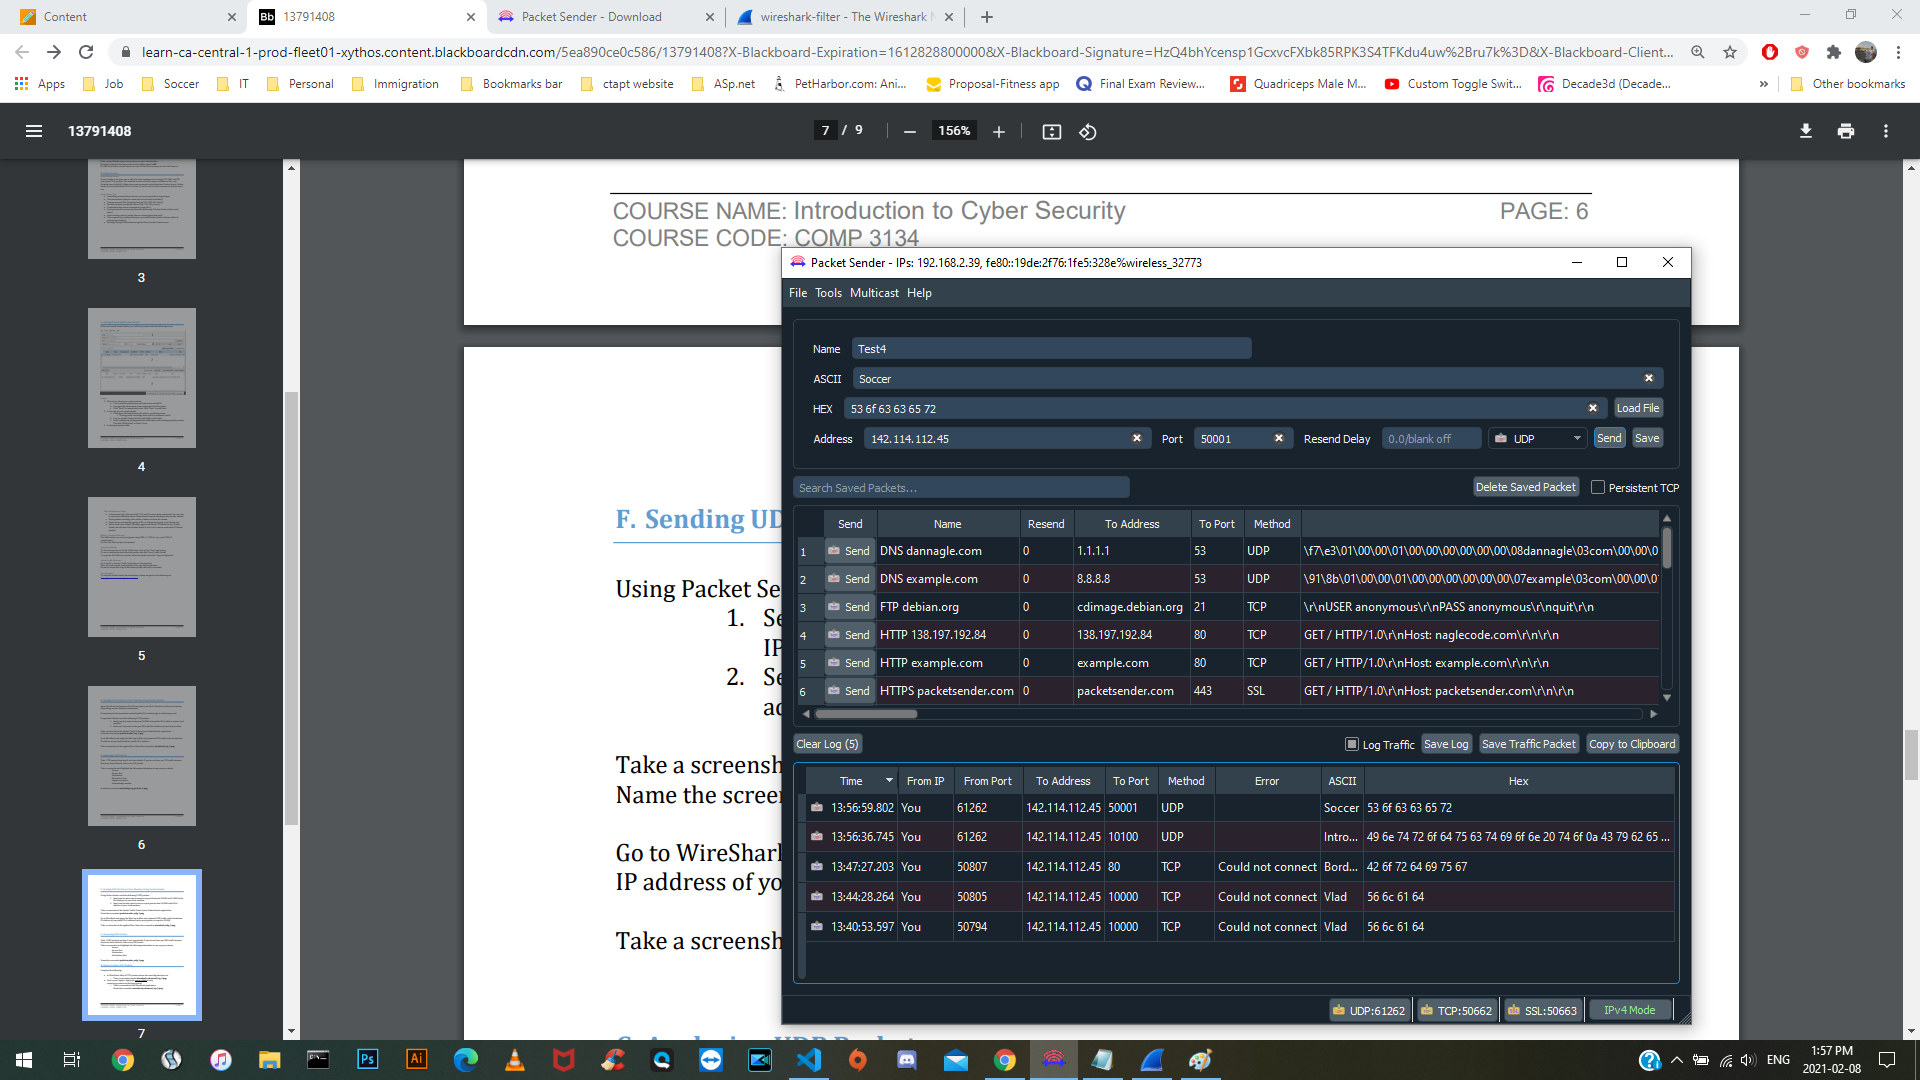 Content
Bb 13791408
Packet Sender - Download
wireshark-filter - The Wireshark
learn-ca-central-1-prod-fleet01-xythos.content.blackboardcdn.com/5ea890ce0c586/13791408?X-Blackboard-Expiration=1612828800000&X-Blackboard-Signature=HzQ4bhYcensp1GcxvcFXbk85RPK3S4TFKdu4uw%2Bru7k%3D&X-Blackboard-Client...
Apps Job Soccer IT Personal Immigration Bookmarks bar ctapt website ASp.net PetHarbor.com: Ani... Proposal-Fitness app Final Exam Review... Quadriceps Male M... Custom Toggle Swit... Decade3d (Decade... » Other bookmarks
13791408
7 / 9
156%
3
4
5
6
7
COURSE NAME: Introduction to Cyber Security PAGE: 6
COURSE CODE: COMP 3134
F. Sending UD
Using Packet Se
1. Se
IP
2. Se
ad
Take a screensh
Name the screen
Go to WireShark
IP address of yo
Take a screensh
Packet Sender - IPs: 192.168.2.39, fe80::19de:2f76:1fe5:328e%wireless_32773
File Tools Multicast Help
Name Test4
ASCII Soccer
HEX 53 6f 63 63 65 72 Load File
Address 142.114.112.45 Port 50001 Resend Delay 0.0/blank off UDP Send Save
Search Saved Packets... Delete Saved Packet Persistent TCP
Send Name Resend To Address To Port Method
1 Send DNS dannagle.com 0 1.1.1.1 53 UDP \f7\e3\01\00\00\01\00\00\00\00\00\00\08dannagle\03com\00\00\0
2 Send DNS example.com 0 8.8.8.8 53 UDP \91\8b\01\00\00\01\00\00\00\00\00\00\07example\03com\00\00\0
3 Send FTP debian.org 0 cdimage.debian.org 21 TCP \r\nUSER anonymous\r\nPASS anonymous\r\nquit\r\n
4 Send HTTP 138.197.192.84 0 138.197.192.84 80 TCP GET / HTTP/1.0\r\nHost: naglecode.com\r\n\r\n
5 Send HTTP example.com 0 example.com 80 TCP GET / HTTP/1.0\r\nHost: example.com\r\n\r\n
6 Send HTTPS packetsender.com 0 packetsender.com 443 SSL GET / HTTP/1.0\r\nHost: packetsender.com\r\n\r\n
Clear Log (5) Log Traffic Save Log Save Traffic Packet Copy to Clipboard
Time From IP From Port To Address To Port Method Error ASCII Hex
13:56:59.802 You 61262 142.114.112.45 50001 UDP Soccer 53 6f 63 63 65 72
13:56:36.745 You 61262 142.114.112.45 10100 UDP Intro... 49 6e 74 72 6f 64 75 63 74 69 6f 6e 20 74 6f 0a 43 79 62 65 ...
13:47:27.203 You 50807 142.114.112.45 80 TCP Could not connect Bord... 42 6f 72 64 69 75 67
13:44:28.264 You 50805 142.114.112.45 10000 TCP Could not connect Vlad 56 6c 61 64
13:40:53.597 You 50794 142.114.112.45 10000 TCP Could not connect Vlad 56 6c 61 64
UDP:61262 TCP:50662 SSL:50663 IPv4 Mode
Ps Ai ENG 1:57 PM
2021-02-08